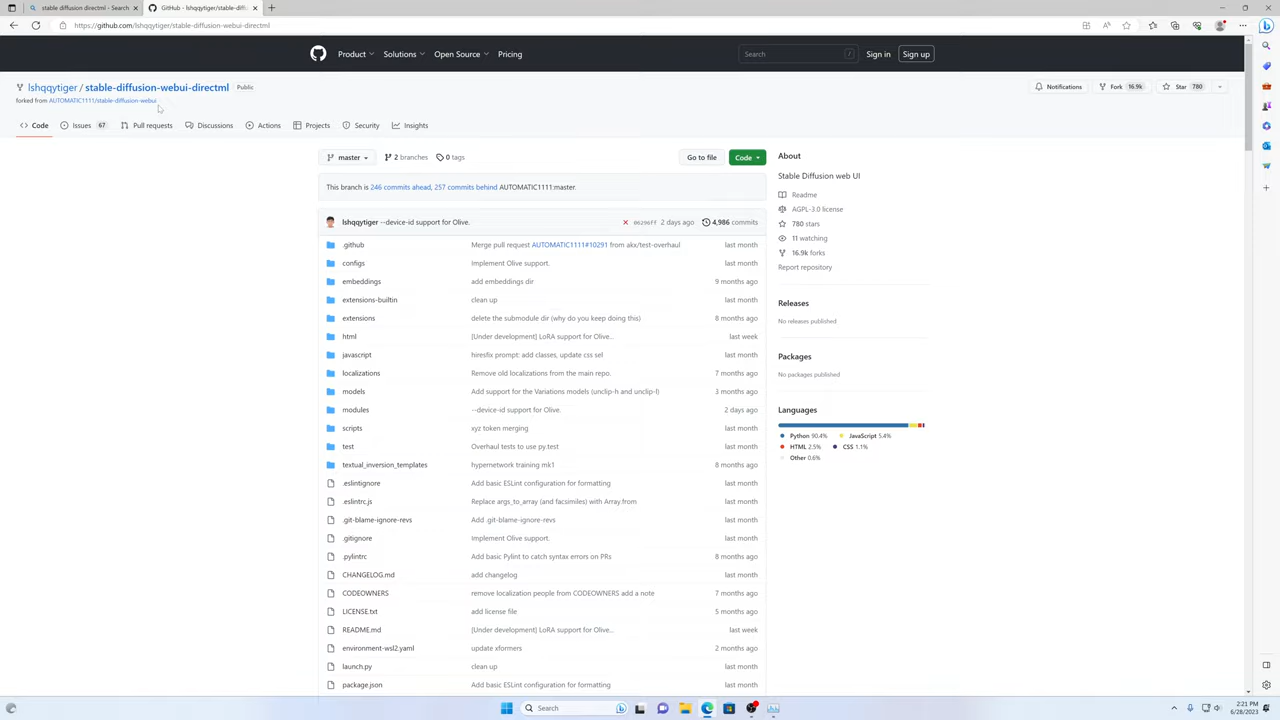 stable diffusion directml - Search
GitHub - lshqqytiger/stable-diff
https://github.com/lshqqytiger/stable-diffusion-webui-directml
Product
Solutions
Open Source
Pricing
Search
/
Sign in
Sign up
lshqqytiger / stable-diffusion-webui-directml Public
forked from AUTOMATIC1111/stable-diffusion-webui
Notifications
Fork 16.9k
Star 780
Code
Issues 67
Pull requests
Discussions
Actions
Projects
Security
Insights
master
2 branches
0 tags
Go to file
Code
This branch is 246 commits ahead, 257 commits behind AUTOMATIC1111:master.
lshqqytiger --device-id support for Olive. 2 days ago 4,986 commits
.github Merge pull request AUTOMATIC1111#10291 from akx/test-overhaul last month
configs Implement Olive support. last month
embeddings add embeddings dir 9 months ago
extensions-builtin clean up last month
extensions delete the submodule dir (why do you keep doing this) 8 months ago
html [Under development] LoRA support for Olive... last week
javascript hiresfix prompt: add classes, update css sel last month
localizations Remove old localizations from the main repo. 7 months ago
models Add support for the Variations models (unclip-h and unclip-l) 3 months ago
modules --device-id support for Olive. 2 days ago
scripts xyz token merging last month
test Overhaul tests to use py.test last month
textual_inversion_templates hypernetwork training mk1 8 months ago
.eslintignore Add basic ESLint configuration for formatting last month
.eslintrc.js Replace args_to_array (and facsimiles) with Array.from last month
.git-blame-ignore-revs Add .git-blame-ignore-revs last month
.gitignore Implement Olive support. last month
.pylintrc Add basic Pylint to catch syntax errors on PRs 8 months ago
CHANGELOG.md add changelog last month
CODEOWNERS remove localization people from CODEOWNERS add a note 7 months ago
LICENSE.txt add license file 5 months ago
README.md [Under development] LoRA support for Olive... last week
environment-wsl2.yaml update xformers 2 months ago
launch.py clean up last month
package.json Add basic ESLint configuration for formatting last month
About
Stable Diffusion web UI
Readme
AGPL-3.0 license
780 stars
11 watching
16.9k forks
Report repository
Releases
No releases published
Packages
No packages published
Languages
Python 90.4%
JavaScript 5.4%
HTML 2.5%
CSS 1.1%
Other 0.6%
Search
2:21 PM
6/28/2023